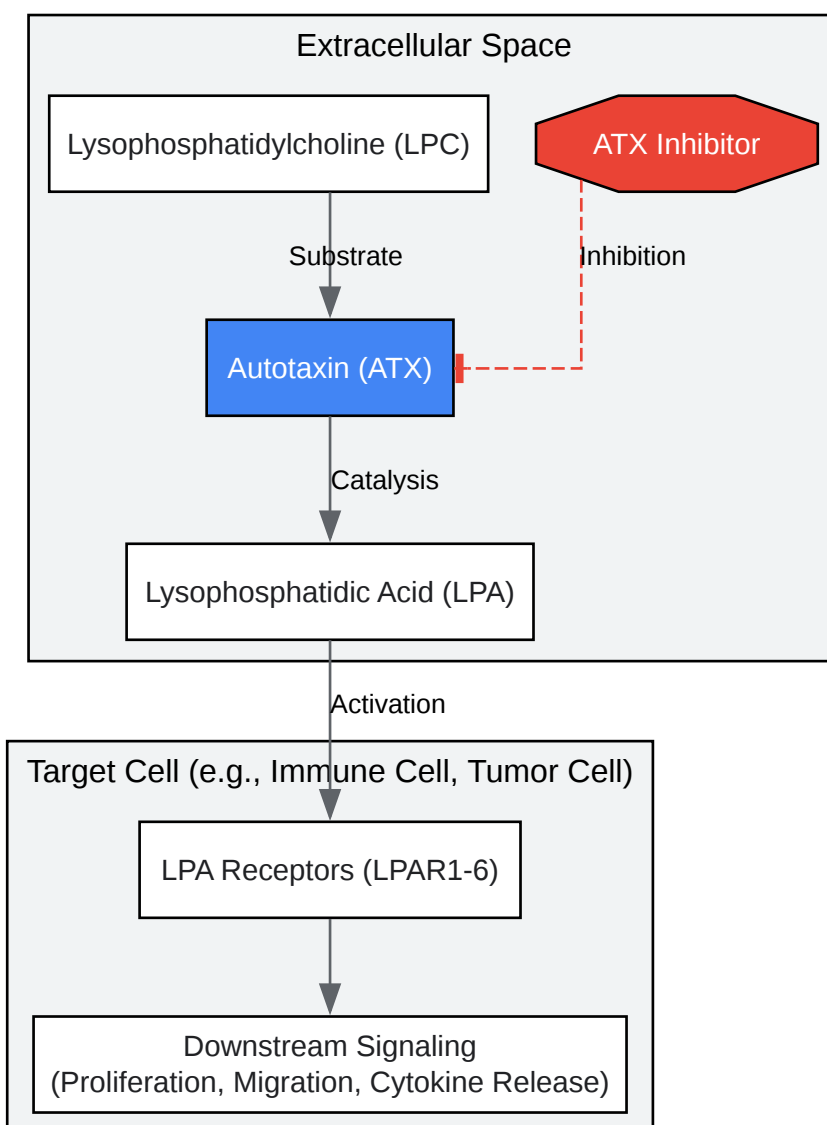 Extracellular Space
Lysophosphatidylcholine (LPC)
ATX Inhibitor
Substrate
Inhibition
Autotaxin (ATX)
Catalysis
Lysophosphatidic Acid (LPA)
Activation
Target Cell (e.g., Immune Cell, Tumor Cell)
LPA Receptors (LPAR1-6)
Downstream Signaling
(Proliferation, Migration, Cytokine Release)